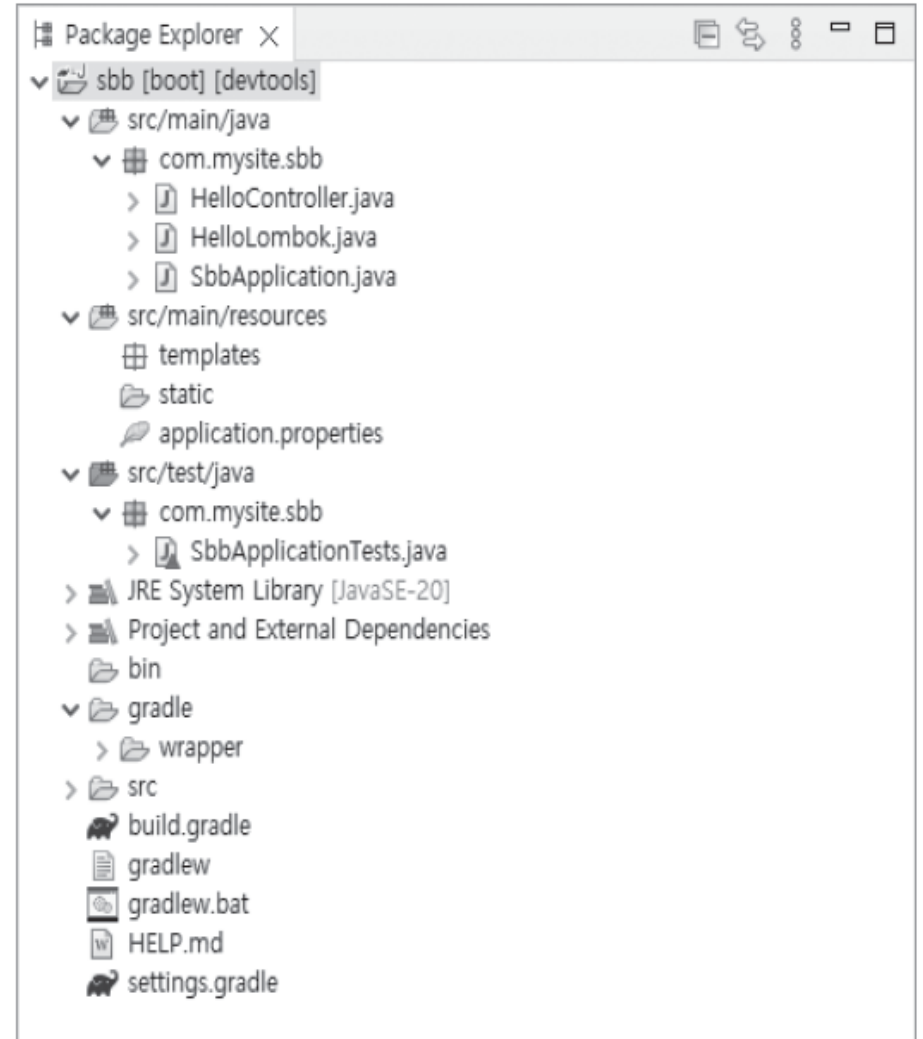 Package Explorer
sbb [boot] [devtools]
src/main/java
com.mysite.sbb
HelloController.java
HelloLombok.java
SbbApplication.java
src/main/resources
templates
static
application.properties
src/test/java
com.mysite.sbb
SbbApplicationTests.java
JRE System Library [JavaSE-20]
Project and External Dependencies
bin
gradle
wrapper
src
build.gradle
gradlew
gradlew.bat
HELP.md
settings.gradle